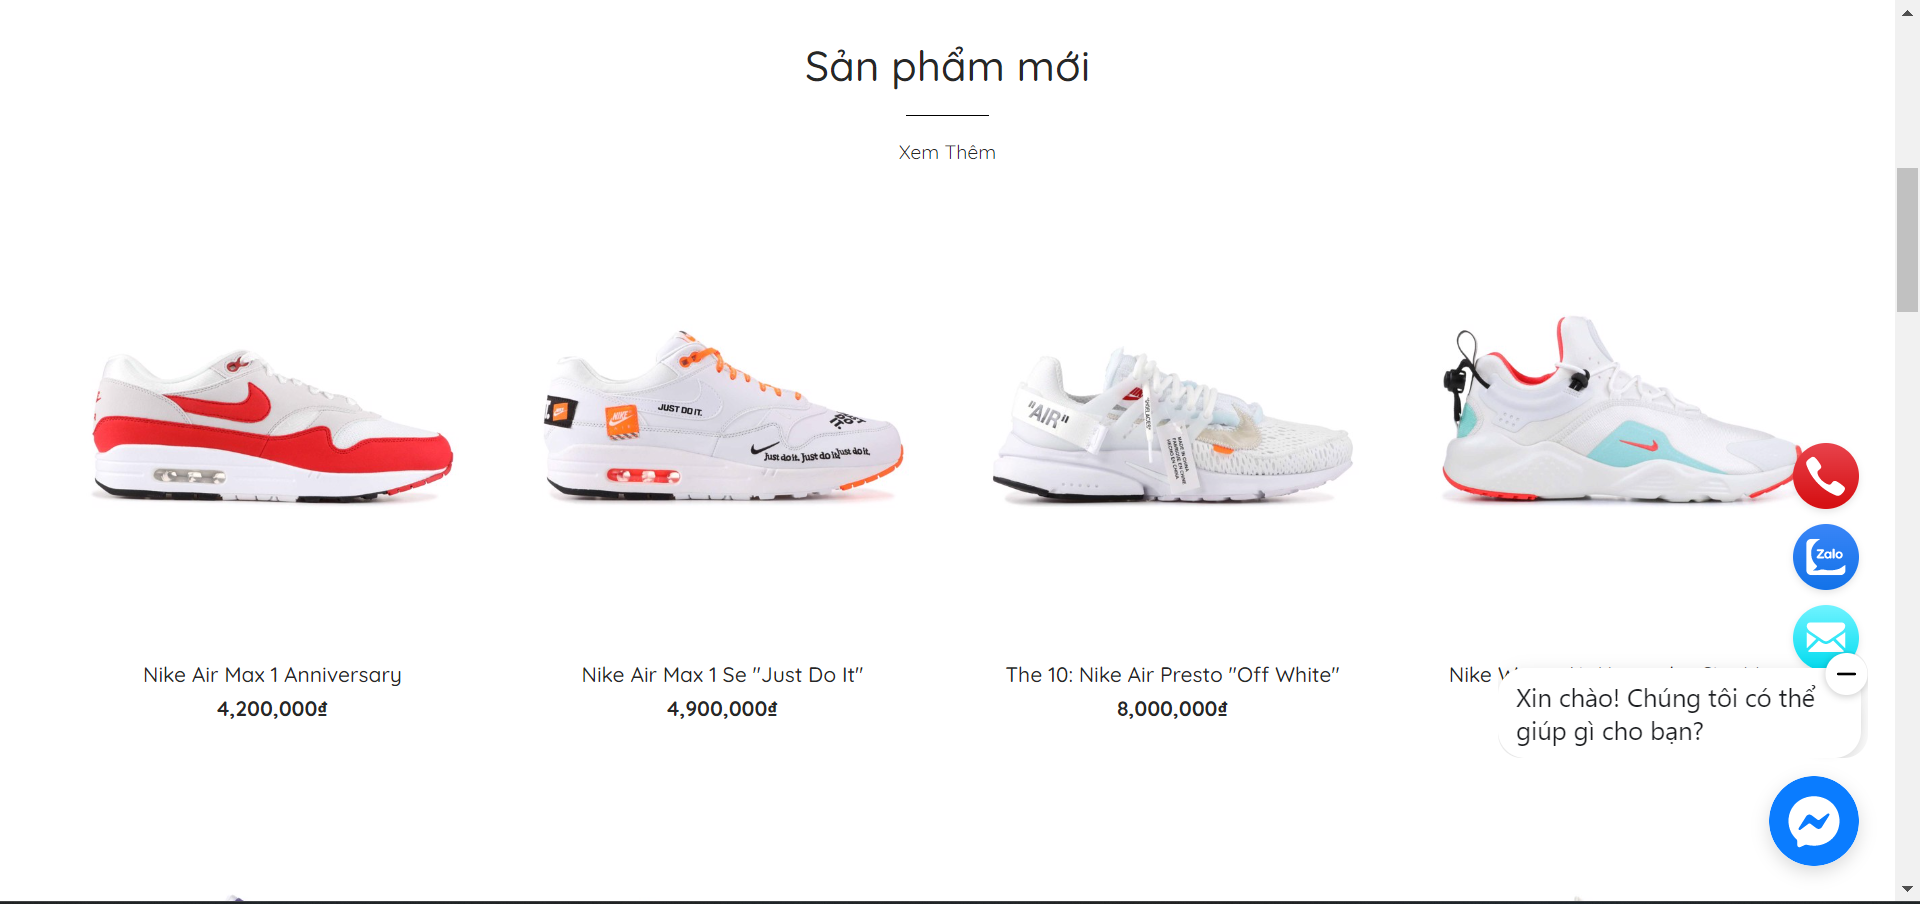 Sản phẩm mới
Xem Thêm
JUST DO IT.
NIKE
just do it. just do it. just do it.
"AIR"
Nike Air Max 1 Anniversary
4,200,000₫
Nike Air Max 1 Se "Just Do It"
4,900,000₫
The 10: Nike Air Presto "Off White"
8,000,000₫
Nike
Zalo
Xin chào! Chúng tôi có thể
giúp gì cho bạn?